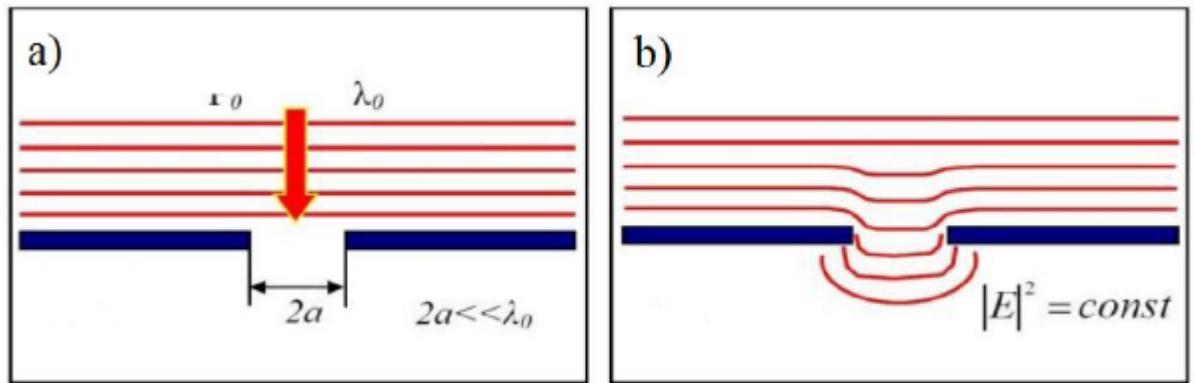 a)
λ₀
2a
2a<<λ₀
b)
|E|² = const